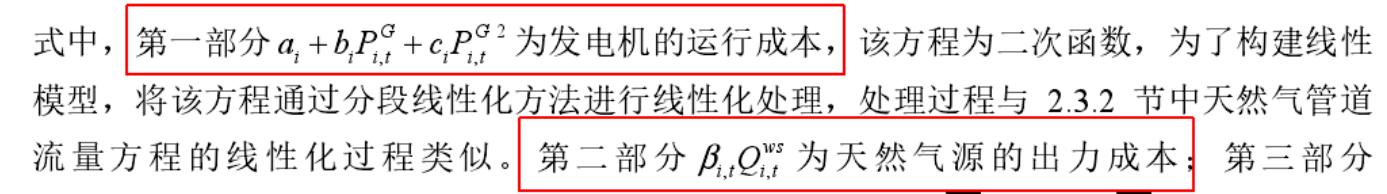 式中，第一部分 $a_i + b_i P_{i,t}^{G} + c_i P_{i,t}^{G\,2}$ 为发电机的运行成本，该方程为二次函数，为了构建线性
模型，将该方程通过分段线性化方法进行线性化处理，处理过程与 2.3.2 节中天然气管道
流量方程的线性化过程类似。第二部分 $\beta_{i,t} Q_{i,t}^{ws}$ 为天然气源的出力成本；第三部分